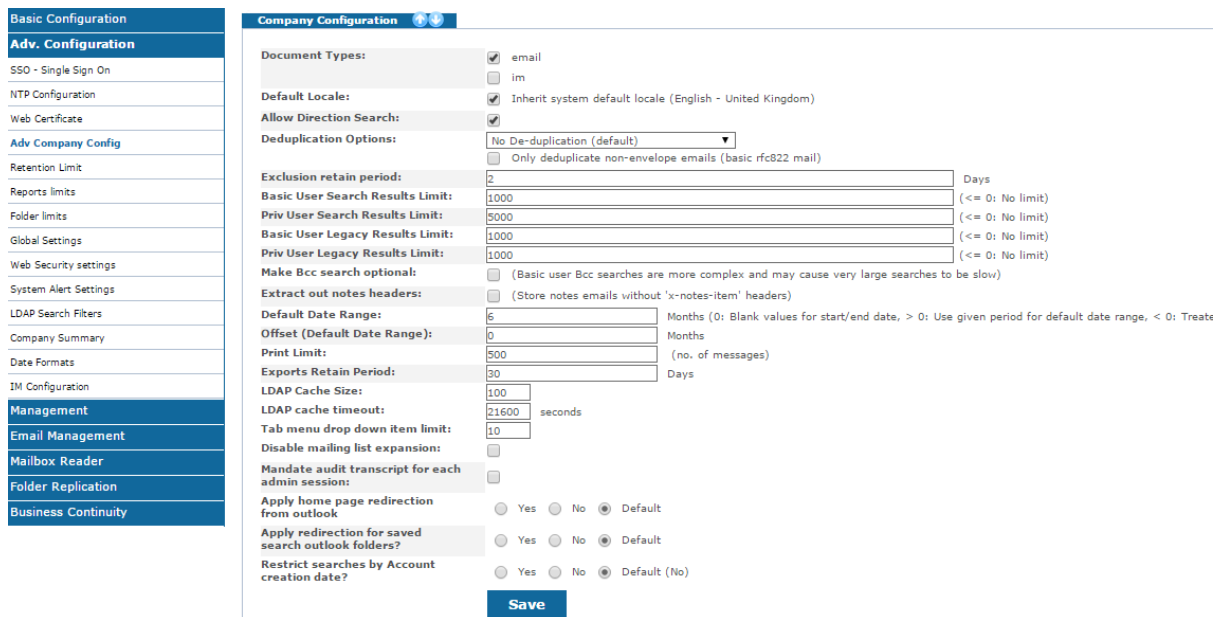 Basic Configuration
Adv. Configuration
SSO - Single Sign On
NTP Configuration
Web Certificate
Adv Company Config
Retention Limit
Reports limits
Folder limits
Global Settings
Web Security settings
System Alert Settings
LDAP Search Filters
Company Summary
Date Formats
IM Configuration
Management
Email Management
Mailbox Reader
Folder Replication
Business Continuity
Company Configuration
Document Types: email
im
Default Locale: Inherit system default locale (English - United Kingdom)
Allow Direction Search:
Deduplication Options: No De-duplication (default)
Only deduplicate non-envelope emails (basic rfc822 mail)
Exclusion retain period: 2 Days
Basic User Search Results Limit: 1000 (<= 0: No limit)
Priv User Search Results Limit: 5000 (<= 0: No limit)
Basic User Legacy Results Limit: 1000 (<= 0: No limit)
Priv User Legacy Results Limit: 1000 (<= 0: No limit)
Make Bcc search optional: (Basic user Bcc searches are more complex and may cause very large searches to be slow)
Extract out notes headers: (Store notes emails without 'x-notes-item' headers)
Default Date Range: 6 Months (0: Blank values for start/end date, > 0: Use given period for default date range, < 0: Treate
Offset (Default Date Range): 0 Months
Print Limit: 500 (no. of messages)
Exports Retain Period: 30 Days
LDAP Cache Size: 100
LDAP cache timeout: 21600 seconds
Tab menu drop down item limit: 10
Disable mailing list expansion:
Mandate audit transcript for each
admin session:
Apply home page redirection
from outlook Yes No Default
Apply redirection for saved
search outlook folders? Yes No Default
Restrict searches by Account
creation date? Yes No Default (No)
Save